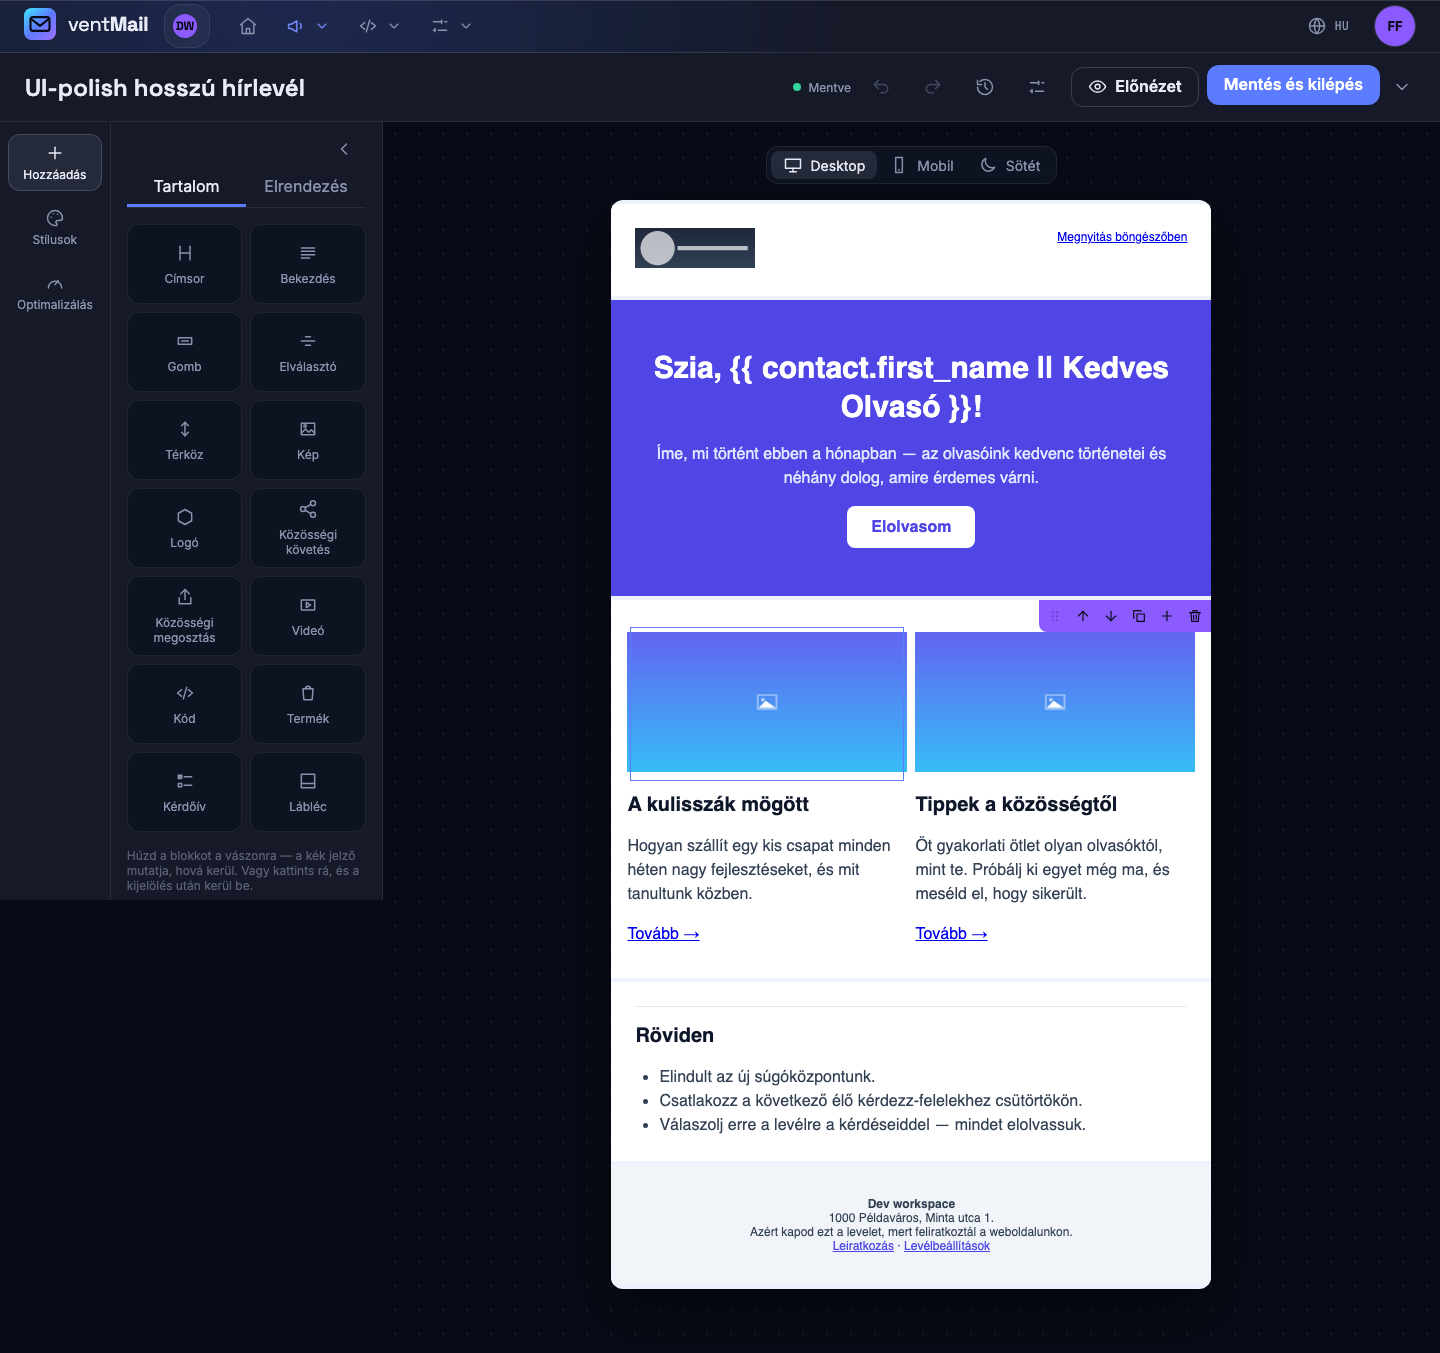 ventMail
DW
HU
FF
UI-polish hosszú hírlevél
Mentve
Előnézet
Mentés és kilépés
Hozzáadás
Stílusok
Optimalizálás
Tartalom
Elrendezés
Címsor
Bekezdés
Gomb
Elválasztó
Térköz
Kép
Logó
Közösségi
követés
Közösségi
megosztás
Videó
Kód
Termék
Kérdőív
Lábléc
Húzd a blokkot a vászonra — a kék jelző
mutatja, hová kerül. Vagy kattints rá, és a
kijelölés után kerül be.
Desktop
Mobil
Sötét
Megnyitás böngészőben
Szia, {{ contact.first_name || Kedves
Olvasó }}!
Íme, mi történt ebben a hónapban — az olvasóink kedvenc történetei és
néhány dolog, amire érdemes várni.
Elolvasom
A kulisszák mögött
Hogyan szállít egy kis csapat minden
héten nagy fejlesztéseket, és mit
tanultunk közben.
Tovább →
Tippek a közösségtől
Öt gyakorlati ötlet olyan olvasóktól,
mint te. Próbálj ki egyet még ma, és
meséld el, hogy sikerült.
Tovább →
Röviden
• Elindult az új súgóközpontunk.
• Csatlakozz a következő élő kérdezz-felelekhez csütörtökön.
• Válaszolj erre a levélre a kérdéseiddel — mindet elolvassuk.
Dev workspace
1000 Példaváros, Minta utca 1.
Azért kapod ezt a levelet, mert feliratkoztál a weboldalunkon.
Leiratkozás · Levélbeállítások